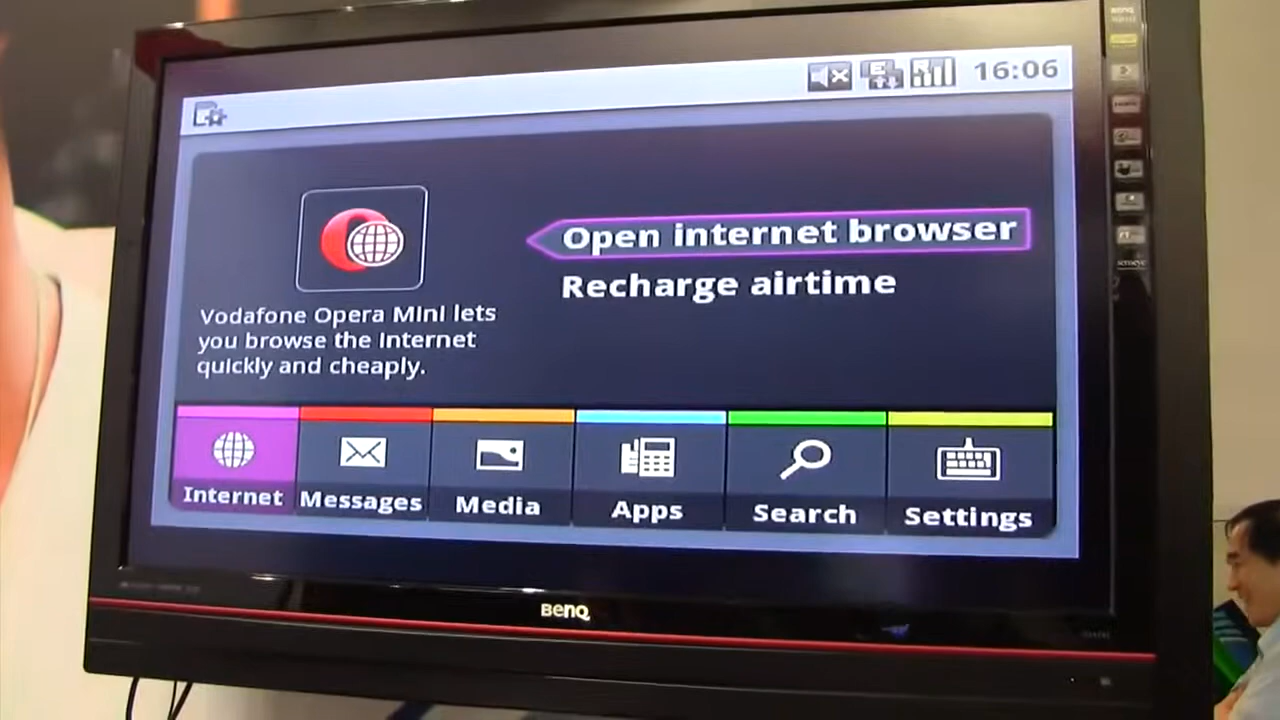 16:06
Open internet browser
Recharge airtime
Vodafone Opera Mini lets
you browse the Internet
quickly and cheaply.
Internet
Messages
Media
Apps
Search
Settings
BenQ
senseye